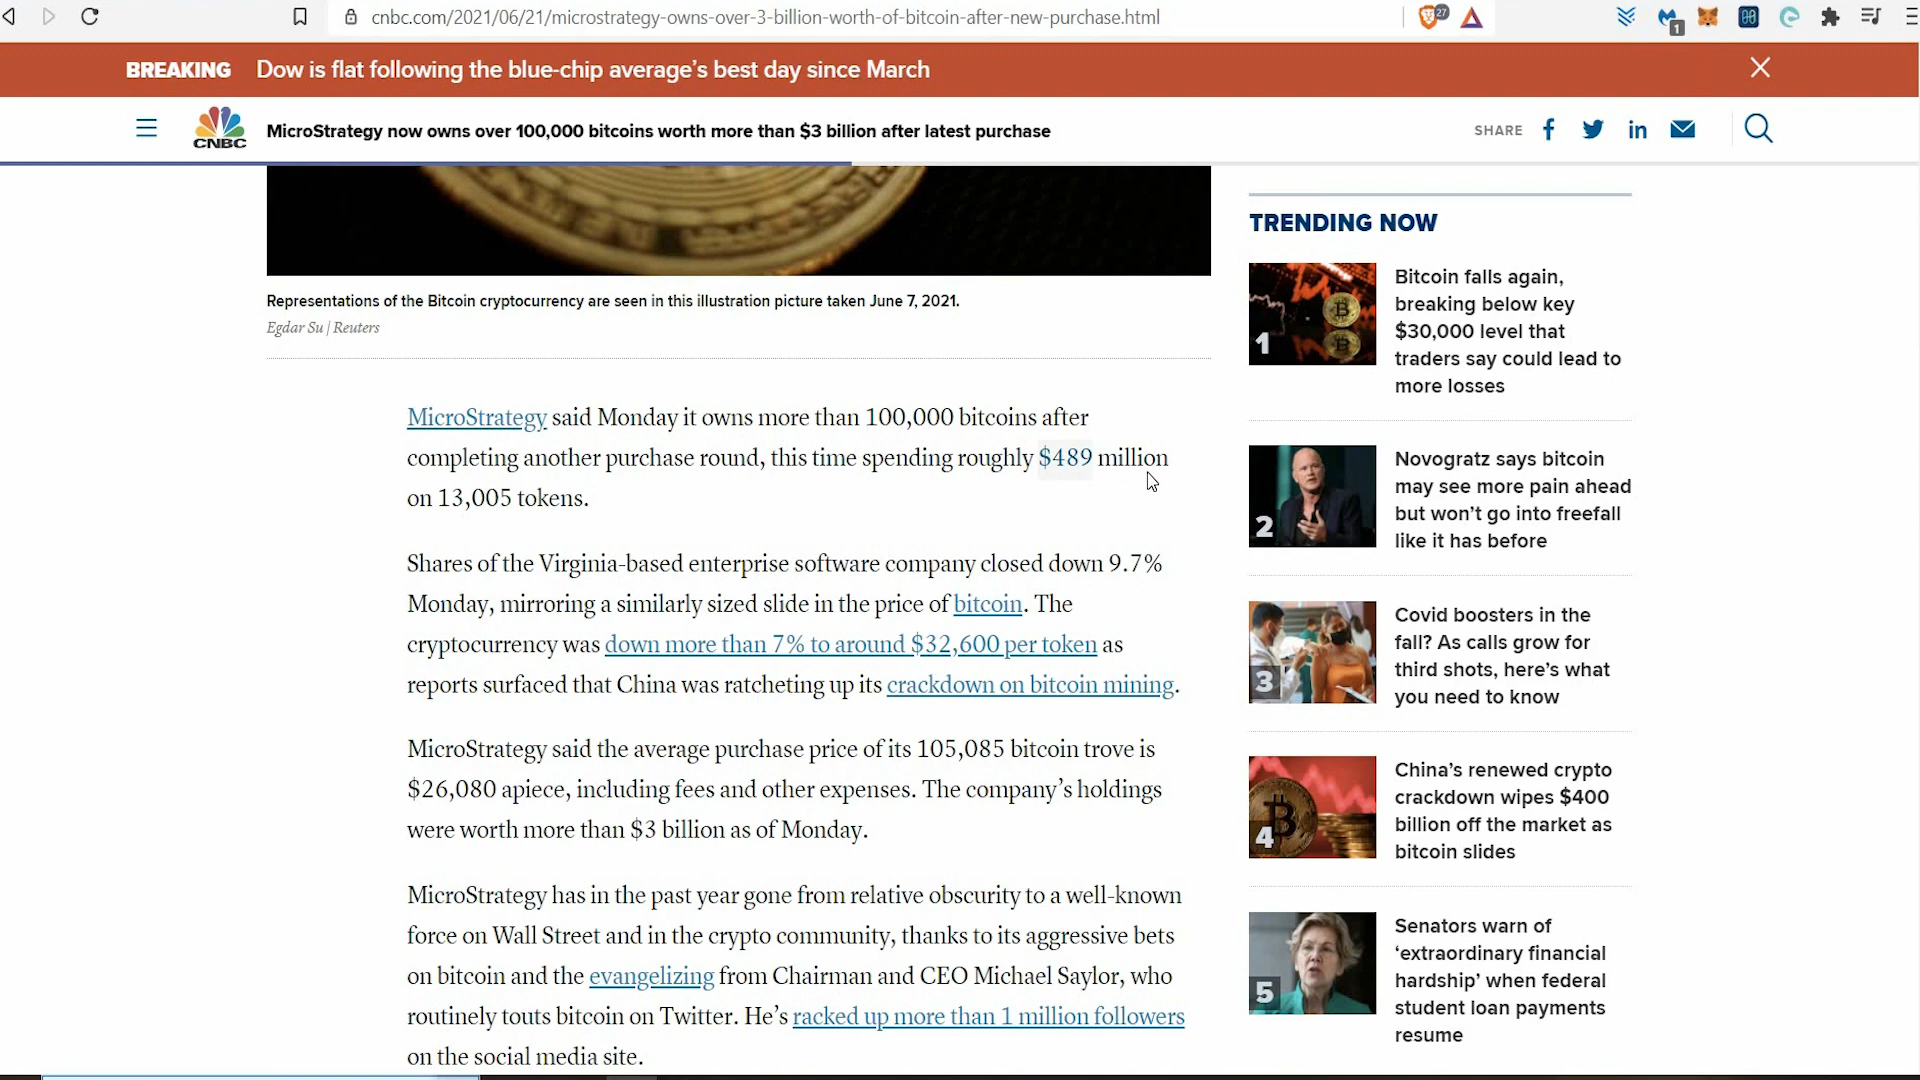 cnbc.com/2021/06/21/microstrategy-owns-over-3-billion-worth-of-bitcoin-after-new-purchase.html
27
1
BREAKING Dow is flat following the blue-chip average's best day since March
CNBC
MicroStrategy now owns over 100,000 bitcoins worth more than $3 billion after latest purchase
SHARE
Representations of the Bitcoin cryptocurrency are seen in this illustration picture taken June 7, 2021.
Egdar Su | Reuters
MicroStrategy said Monday it owns more than 100,000 bitcoins after
completing another purchase round, this time spending roughly $489 million
on 13,005 tokens.
Shares of the Virginia-based enterprise software company closed down 9.7%
Monday, mirroring a similarly sized slide in the price of bitcoin. The
cryptocurrency was down more than 7% to around $32,600 per token as
reports surfaced that China was ratcheting up its crackdown on bitcoin mining.
MicroStrategy said the average purchase price of its 105,085 bitcoin trove is
$26,080 apiece, including fees and other expenses. The company's holdings
were worth more than $3 billion as of Monday.
MicroStrategy has in the past year gone from relative obscurity to a well-known
force on Wall Street and in the crypto community, thanks to its aggressive bets
on bitcoin and the evangelizing from Chairman and CEO Michael Saylor, who
routinely touts bitcoin on Twitter. He's racked up more than 1 million followers
on the social media site.
TRENDING NOW
1
Bitcoin falls again,
breaking below key
$30,000 level that
traders say could lead to
more losses
2
Novogratz says bitcoin
may see more pain ahead
but won't go into freefall
like it has before
3
Covid boosters in the
fall? As calls grow for
third shots, here's what
you need to know
4
China's renewed crypto
crackdown wipes $400
billion off the market as
bitcoin slides
5
Senators warn of
'extraordinary financial
hardship' when federal
student loan payments
resume